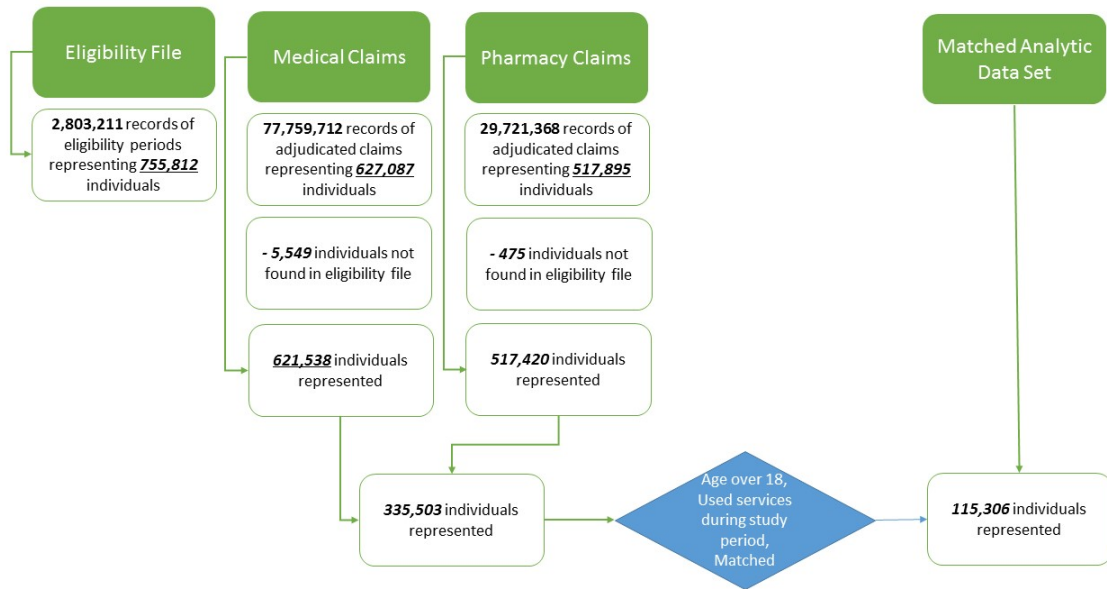 Eligibility File
2,803,211 records of
eligibility periods
representing 755,812
individuals
Medical Claims
77,759,712 records of
adjudicated claims
representing 627,087
individuals
- 5,549 individuals not
found in eligibility file
621,538 individuals
represented
Pharmacy Claims
29,721,368 records of
adjudicated claims
representing 517,895
individuals
- 475 individuals not
found in eligibility file
517,420 individuals
represented
335,503 individuals
represented
Age over 18,
Used services
during study
period,
Matched
Matched Analytic
Data Set
115,306 individuals
represented